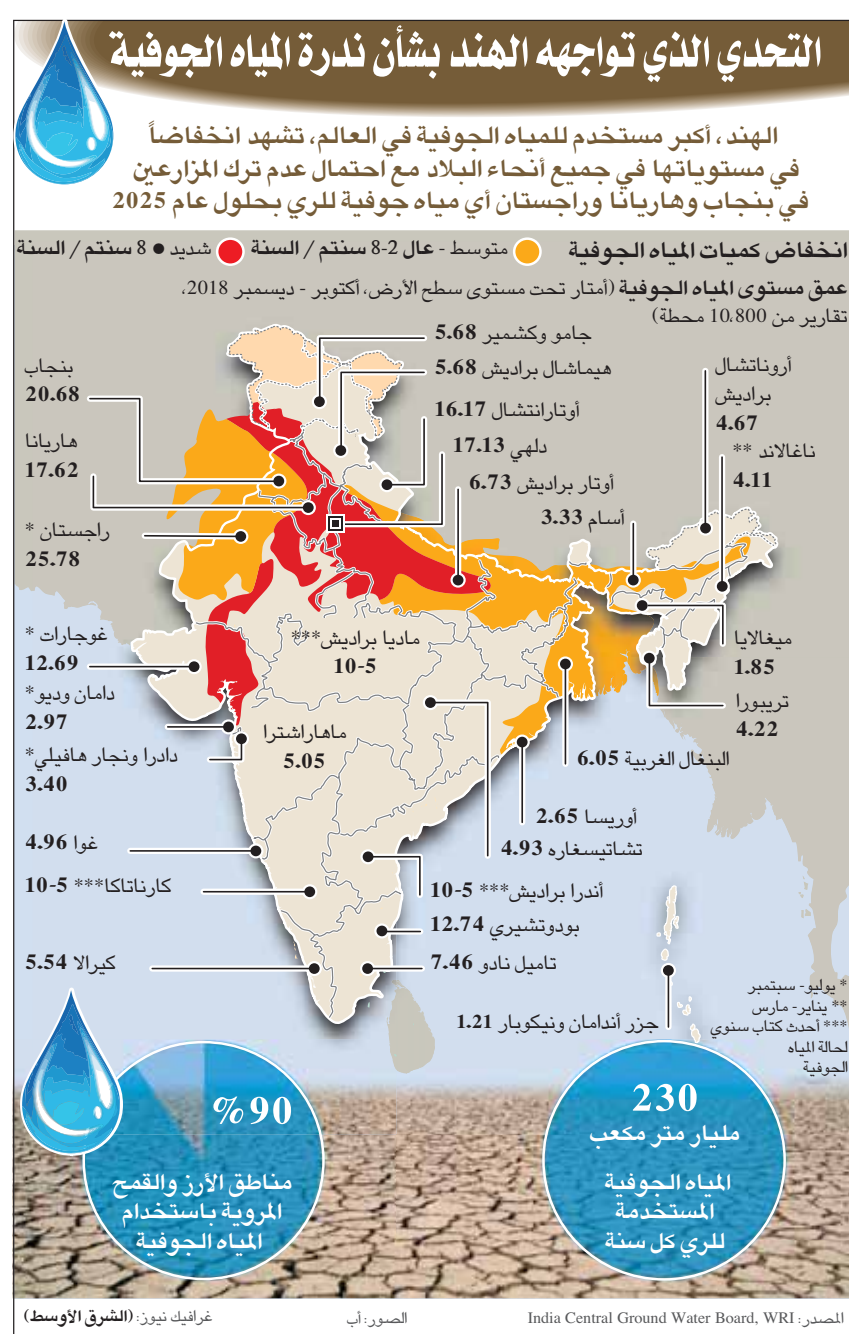 التحدي الذي تواجهه الهند بشأن ندرة المياه الجوفية
الهند، أكبر مستخدم للمياه الجوفية في العالم، تشهد انخفاضاً
في مستوياتها في جميع أنحاء البلاد مع احتمال عدم ترك المزارعين
في بنجاب وهاريانا وراجستان أي مياه جوفية للري بحلول عام 2025
انخفاض كميات المياه الجوفية متوسط - عال 2-8 سنتم / السنة شديد • 8 سنتم / السنة
عمق مستوى المياه الجوفية (أمتار تحت مستوى سطح الأرض، أكتوبر - ديسمبر 2018،
تقارير من 10،800 محطة)
جامو وكشمير 5.68
هيماشال براديش 5.68
أوتارانتشال 16.17
دلهي 17.13
أوتار براديش 6.73
أسام 3.33
أروناتشال
براديش
4.67
ناغالاند **
4.11
بنجاب
20.68
هاريانا
17.62
راجستان *
25.78
غوجارات *
12.69
دامان وديو*
2.97
دادرا ونجار هافيلي*
3.40
ماديا براديش***
10-5
ماهاراشترا
5.05
ميغالايا
1.85
تريبورا
4.22
البنغال الغربية 6.05
أوريسا 2.65
تشاتيسغاره 4.93
غوا 4.96
كارناتاكا*** 5-10
أندرا براديش*** 5-10
بودوتشيري 12.74
كيرالا 5.54
تاميل نادو 7.46
جزر أندامان ونيكوبار 1.21
* يوليو- سبتمبر
** يناير- مارس
*** أحدث كتاب سنوي
لحالة المياه
الجوفية
230
مليار متر مكعب
المياه الجوفية
المستخدمة
للري كل سنة
90%
مناطق الأرز والقمح
المروية باستخدام
المياه الجوفية
المصدر: India Central Ground Water Board, WRI الصور: أب غرافيك نيوز: (الشرق الأوسط)